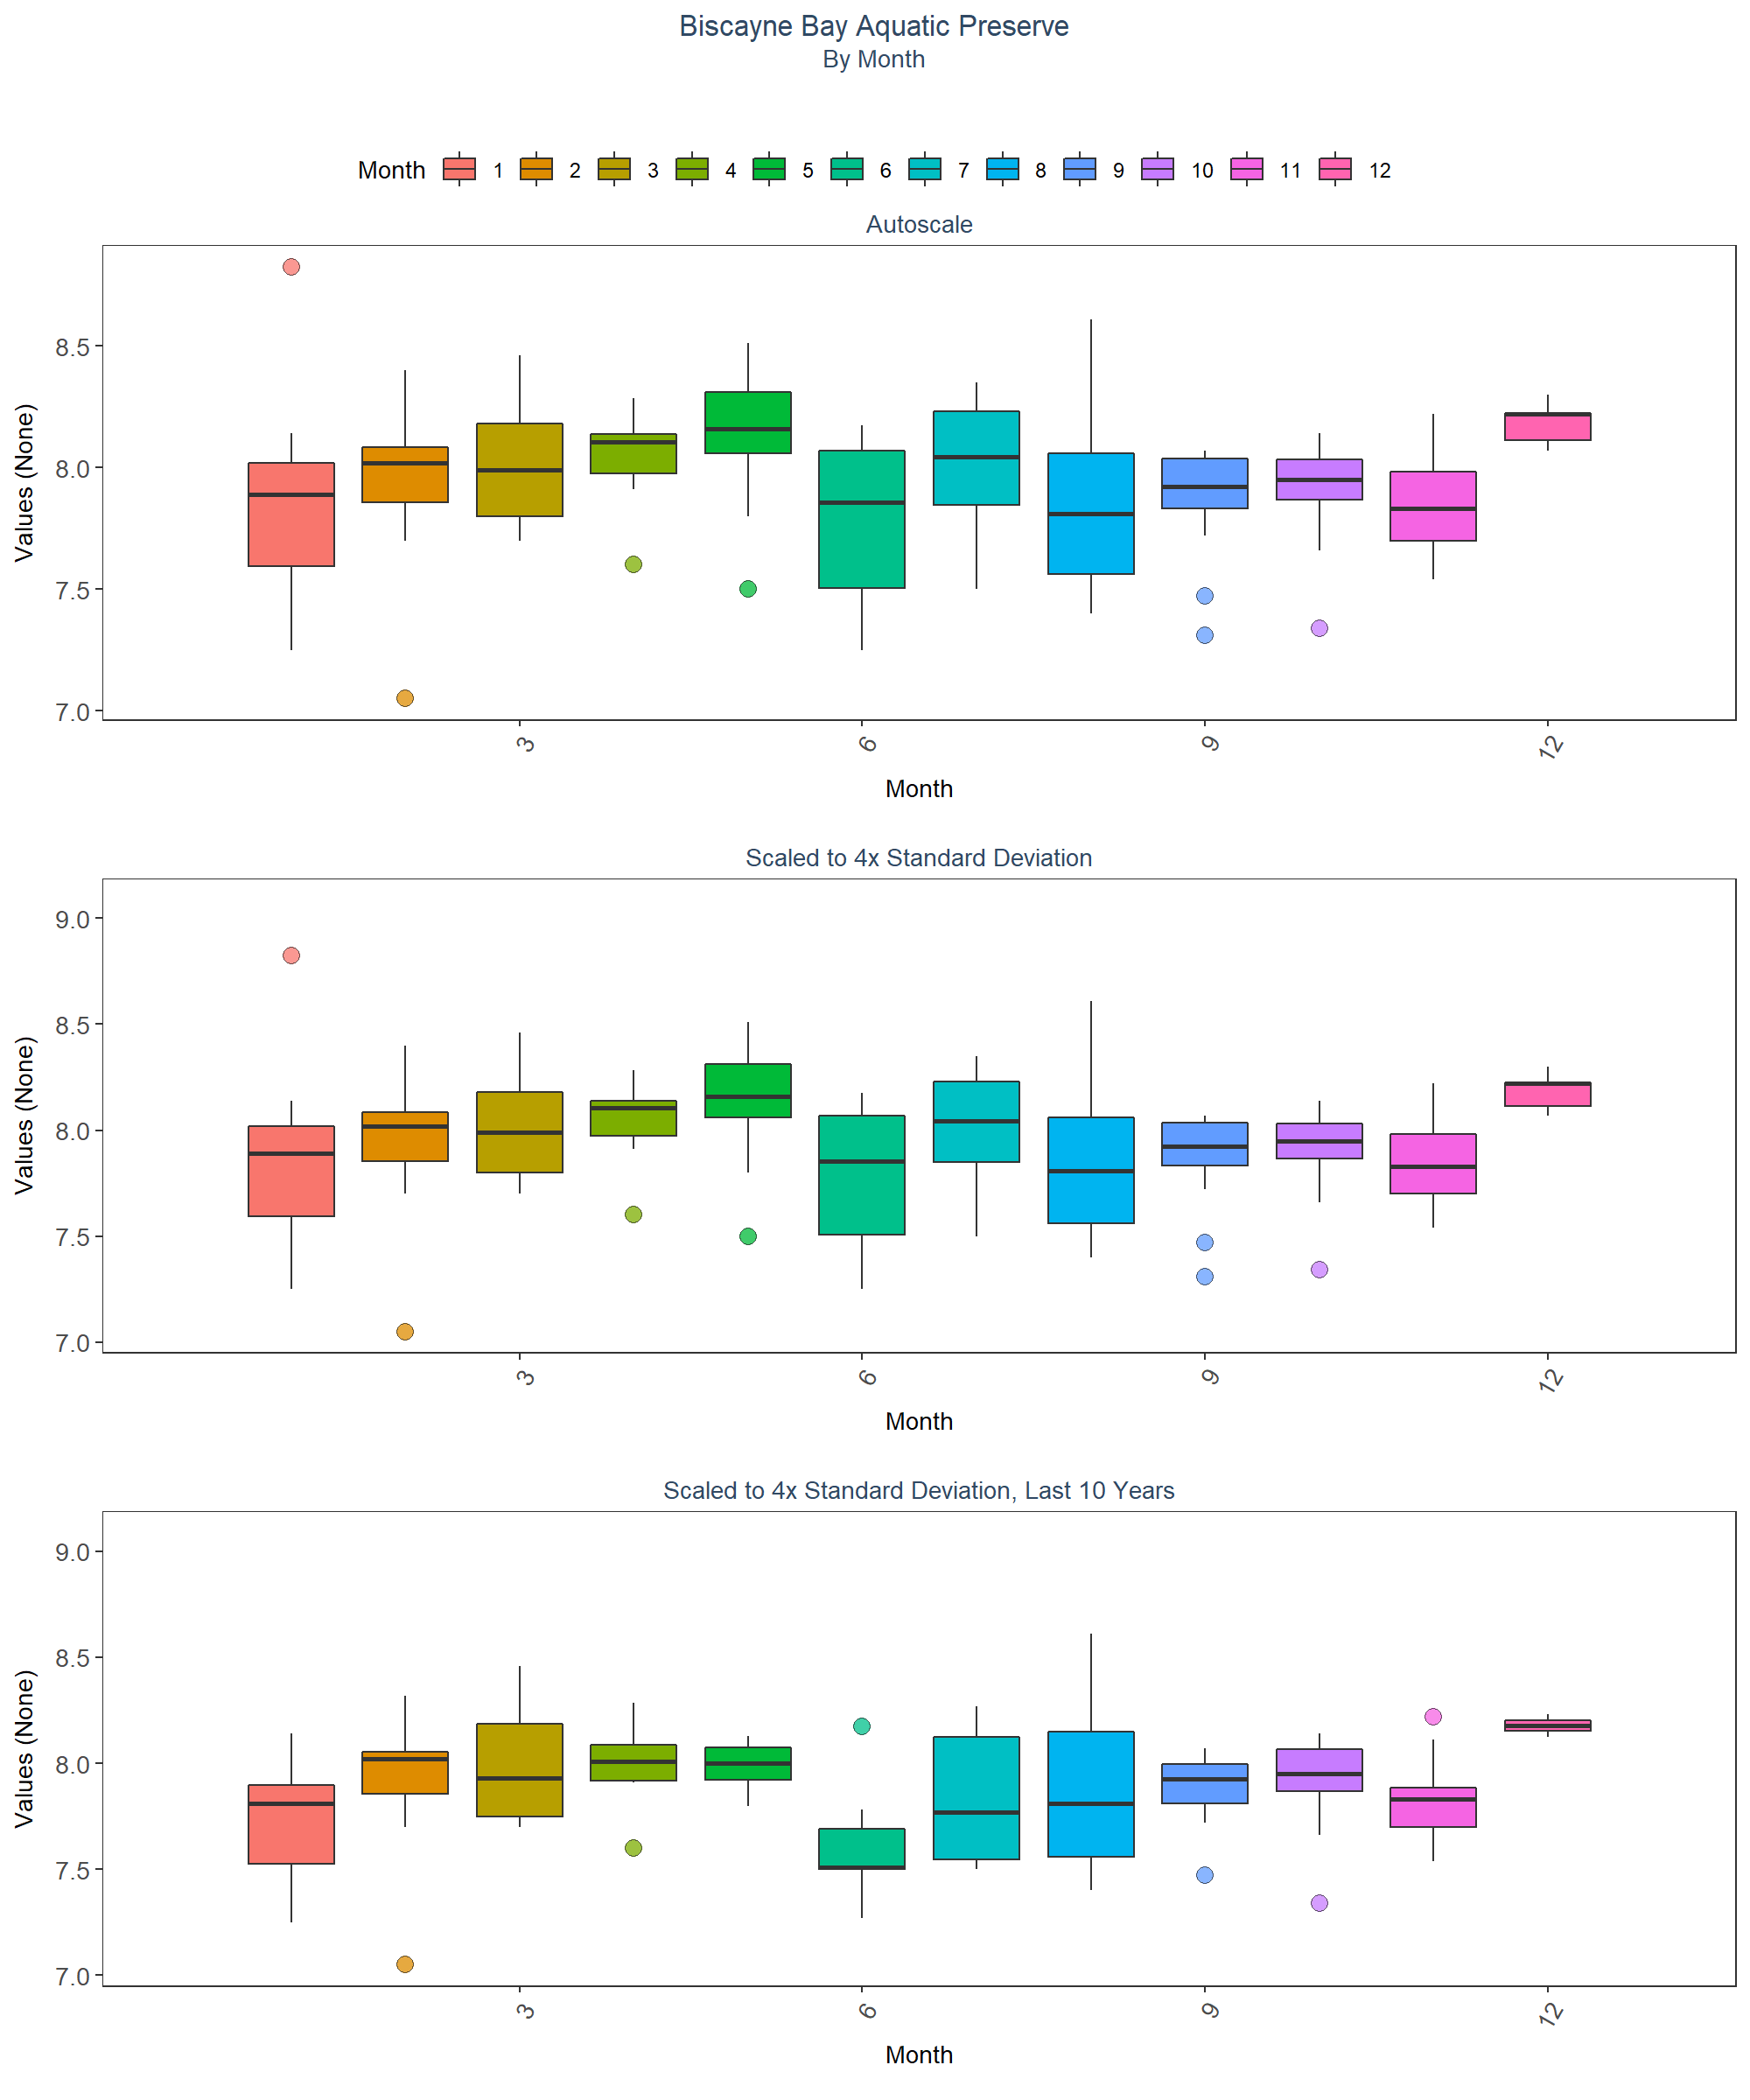 Biscayne Bay Aquatic Preserve
By Month
Month 1 2 3 4 5 6 7 8 9 10 11 12
Autoscale
Values (None)
8.5
8.0
7.5
7.0
3 6 9 12
Month
Scaled to 4x Standard Deviation
Values (None)
9.0
8.5
8.0
7.5
7.0
3 6 9 12
Month
Scaled to 4x Standard Deviation, Last 10 Years
Values (None)
9.0
8.5
8.0
7.5
7.0
3 6 9 12
Month